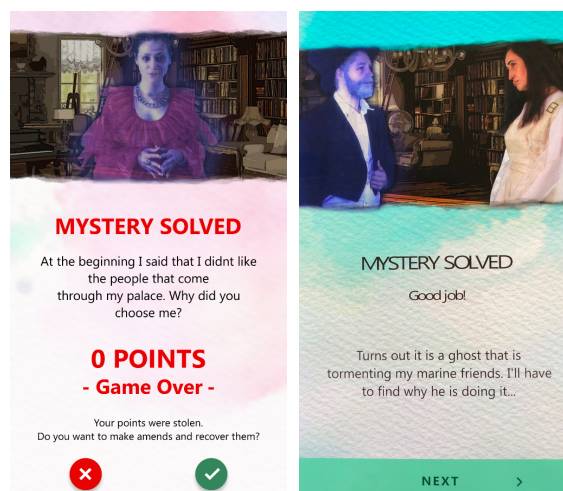 MYSTERY SOLVED
At the beginning I said that I didnt like
the people that come
through my palace. Why did you
choose me?
0 POINTS
- Game Over -
Your points were stolen.
Do you want to make amends and recover them?
MYSTERY SOLVED
Good job!
Turns out it is a ghost that is
tormenting my marine friends. I'll have
to find why he is doing it...
NEXT